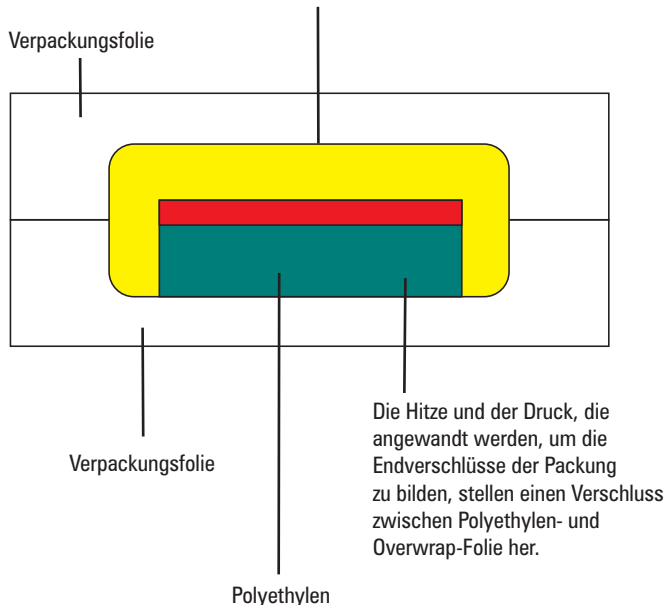 Verpackungsfolie
Verpackungsfolie
Die Hitze und der Druck, die
angewandt werden, um die
Endverschlüsse der Packung
zu bilden, stellen einen Verschluss
zwischen Polyethylen- und
Overwrap-Folie her.
Polyethylen